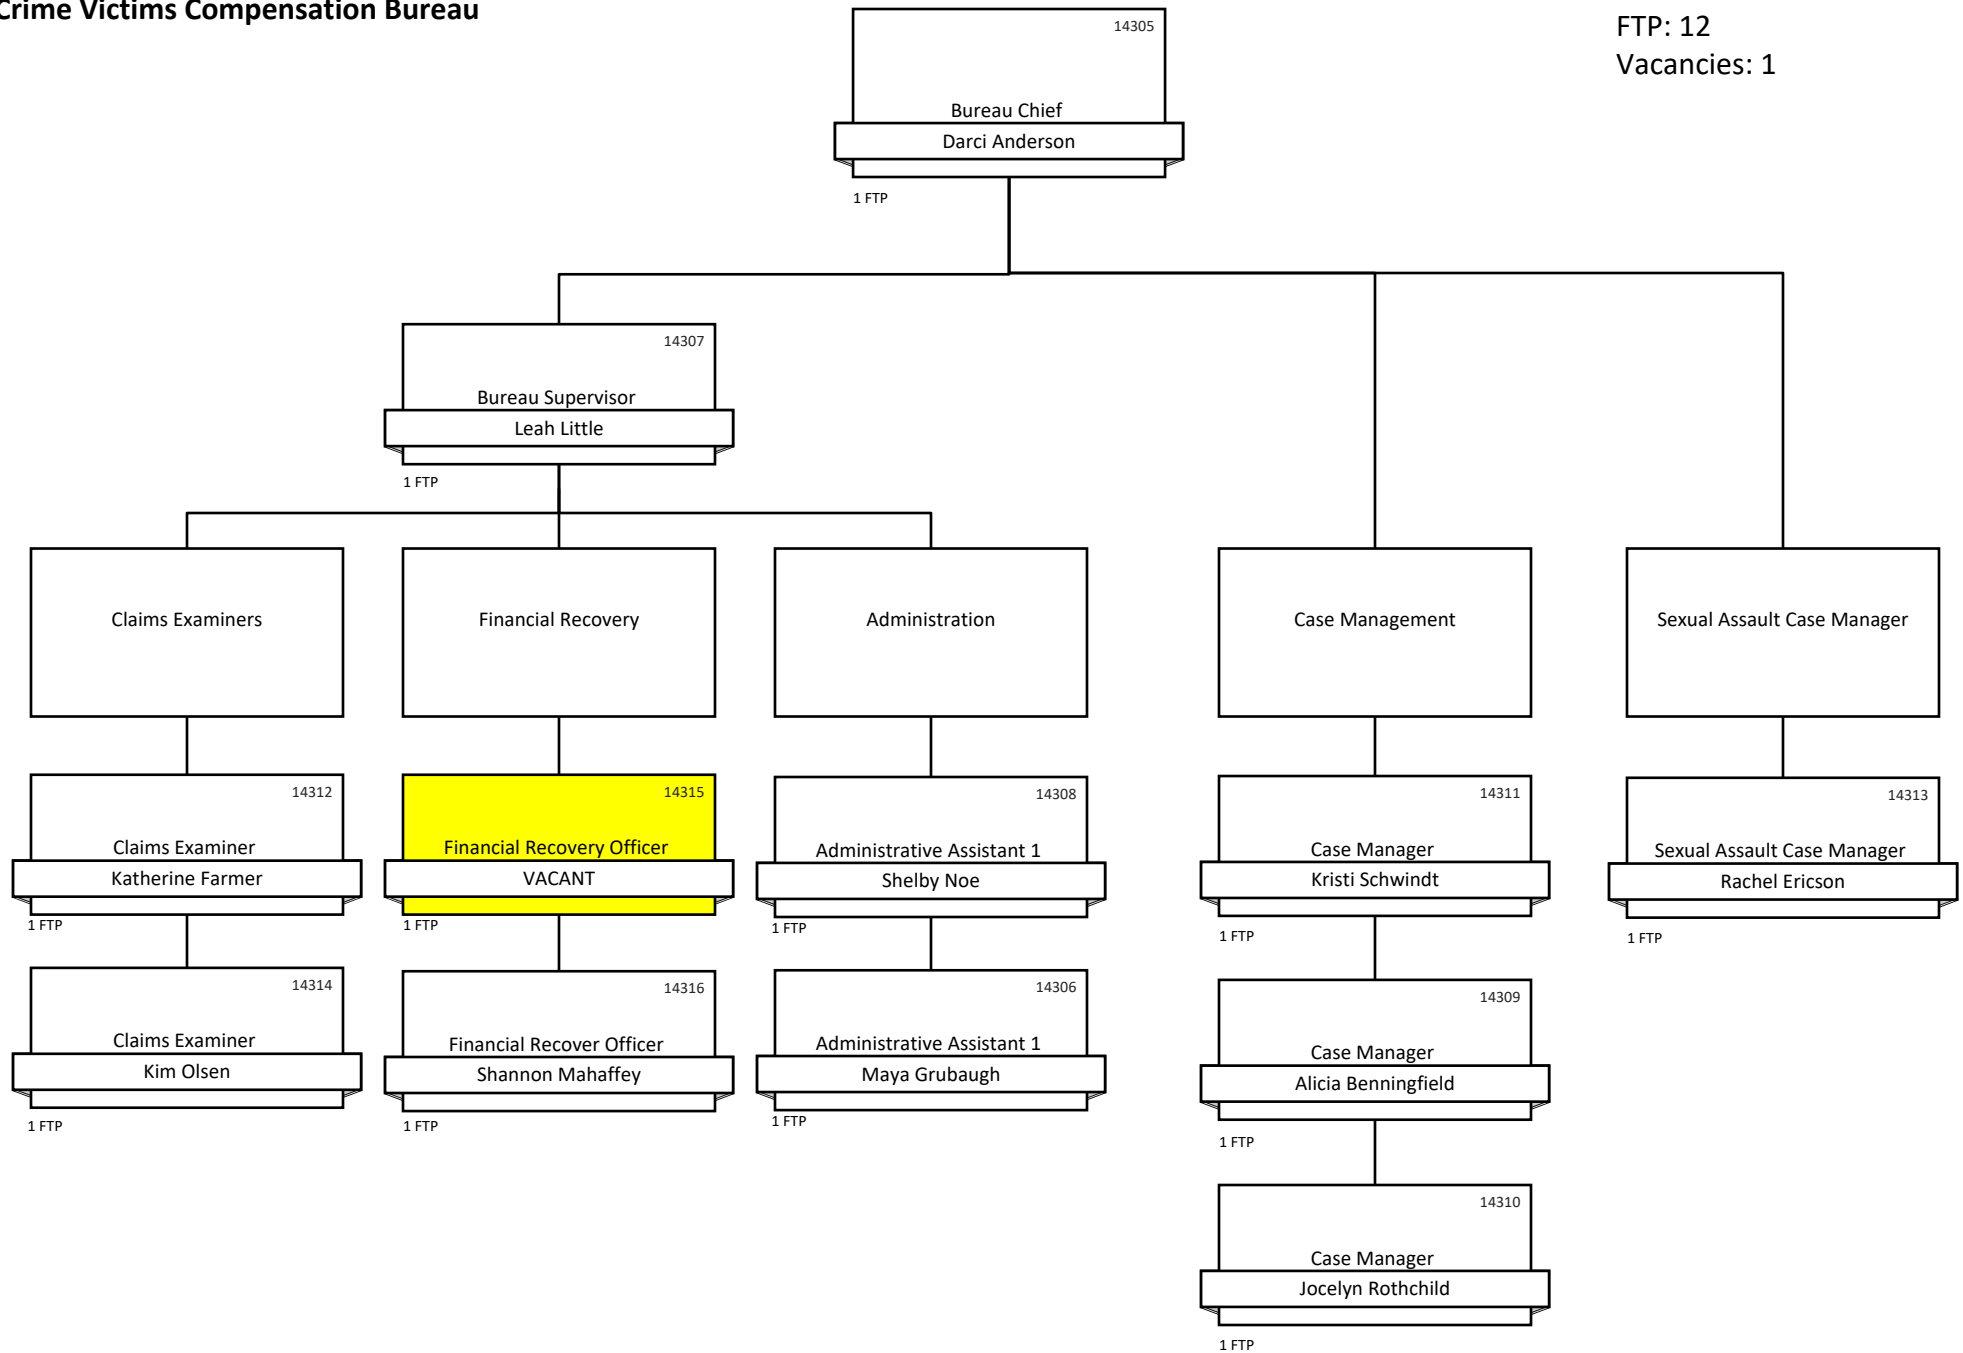 Crime Victims Compensation Bureau
FTP: 12
Vacancies: 1
14305
Bureau Chief
Darci Anderson
1 FTP
14307
Bureau Supervisor
Leah Little
1 FTP
Claims Examiners
Financial Recovery
Administration
Case Management
Sexual Assault Case Manager
14312
Claims Examiner
Katherine Farmer
1 FTP
14315
Financial Recovery Officer
VACANT
1 FTP
14308
Administrative Assistant 1
Shelby Noe
1 FTP
14311
Case Manager
Kristi Schwindt
1 FTP
14313
Sexual Assault Case Manager
Rachel Ericson
1 FTP
14314
Claims Examiner
Kim Olsen
1 FTP
14316
Financial Recover Officer
Shannon Mahaffey
1 FTP
14306
Administrative Assistant 1
Maya Grubaugh
1 FTP
14309
Case Manager
Alicia Benningfield
1 FTP
14310
Case Manager
Jocelyn Rothchild
1 FTP